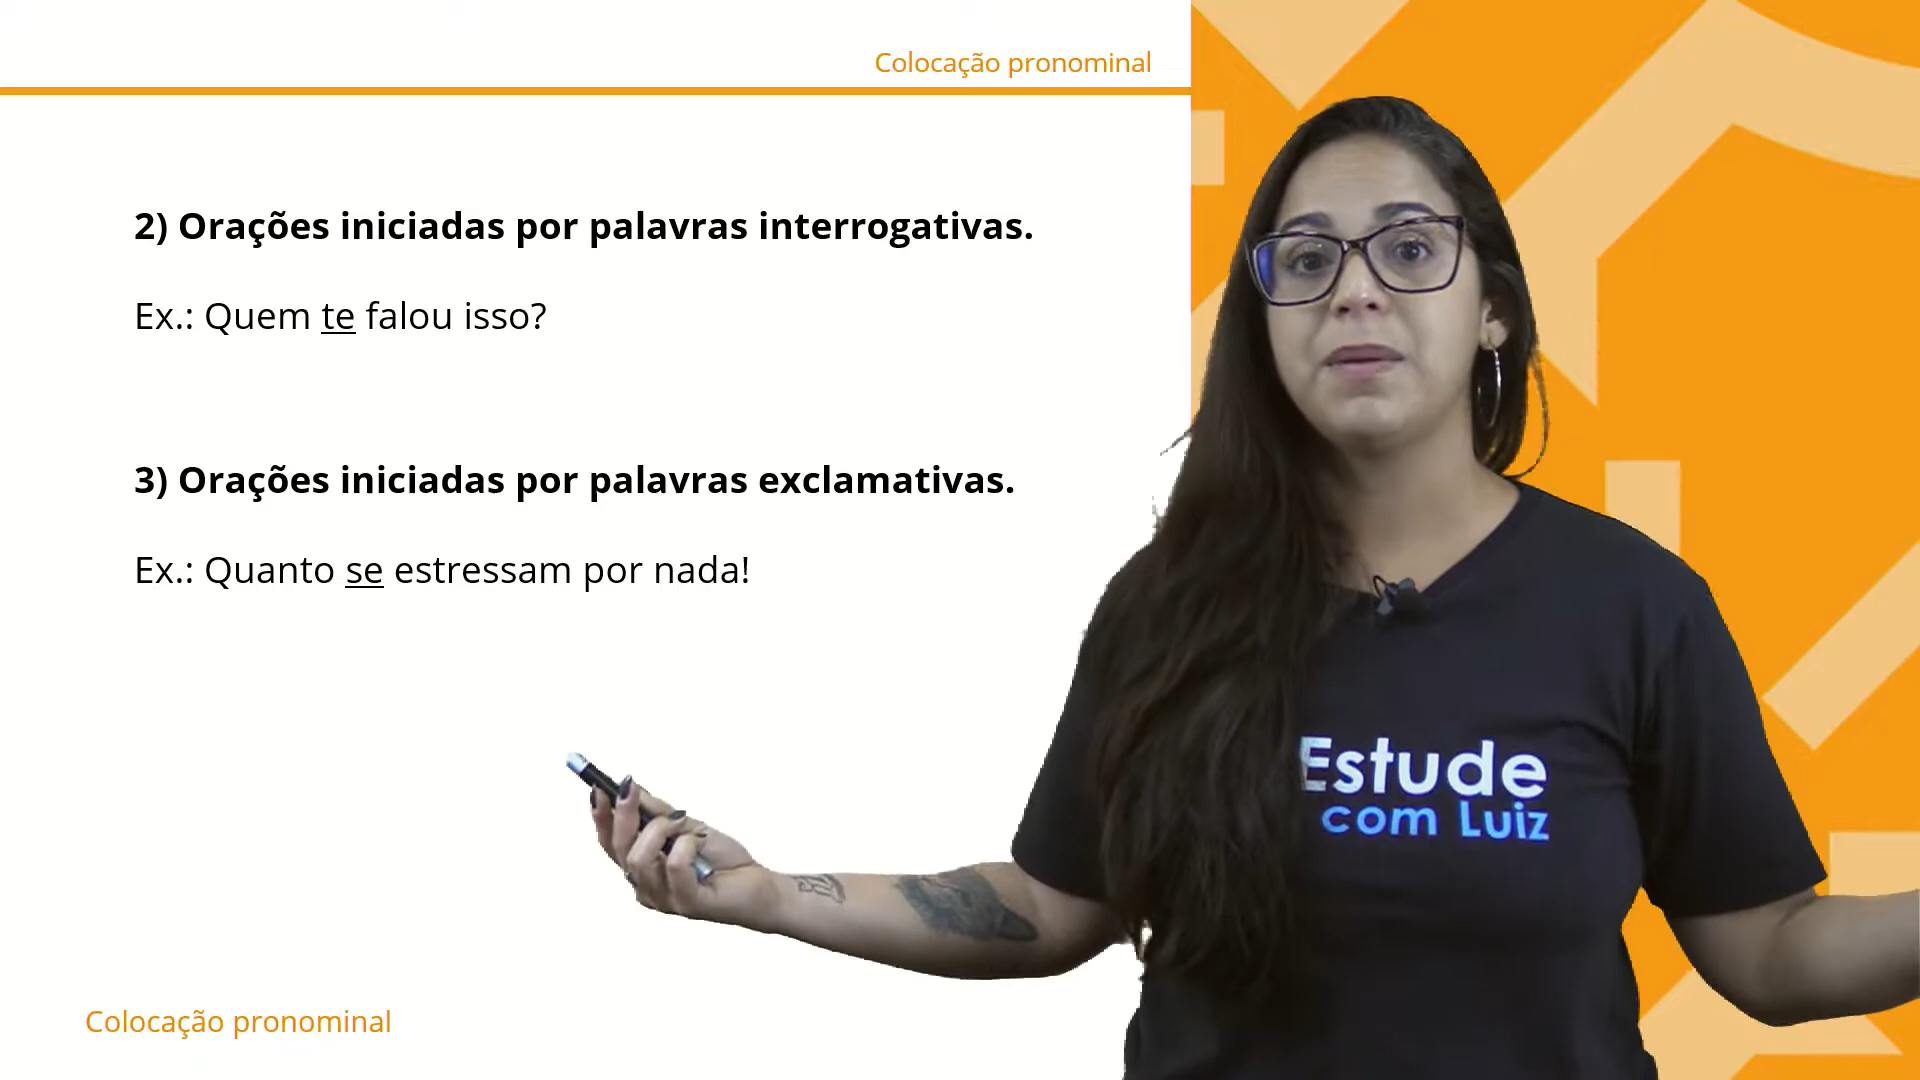 Colocação pronominal
2) Orações iniciadas por palavras interrogativas.
Ex.: Quem te falou isso?
3) Orações iniciadas por palavras exclamativas.
Ex.: Quanto se estressam por nada!
Estude
com Luiz
Colocação pronominal